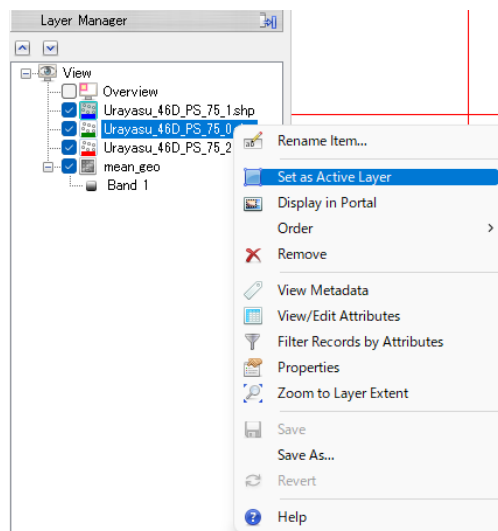 Layer Manager
View
Overview
Urayasu_46D_PS_75_1.shp
Urayasu_46D_PS_75_0
Urayasu_46D_PS_75_2
mean_geo
Band 1
Rename Item...
Set as Active Layer
Display in Portal
Order
Remove
View Metadata
View/Edit Attributes
Filter Records by Attributes
Properties
Zoom to Layer Extent
Save
Save As...
Revert
Help